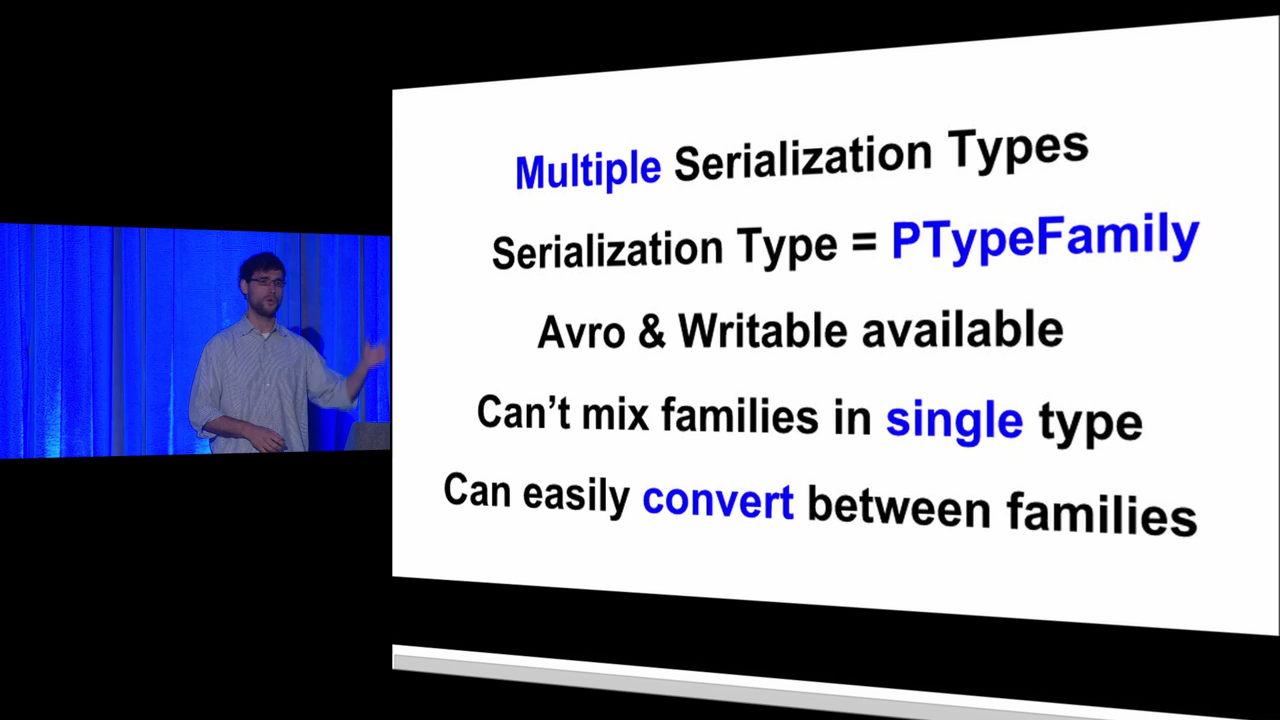 Multiple Serialization Types
Serialization Type = PTypeFamily
Avro & Writable available
Can't mix families in single type
Can easily convert between families